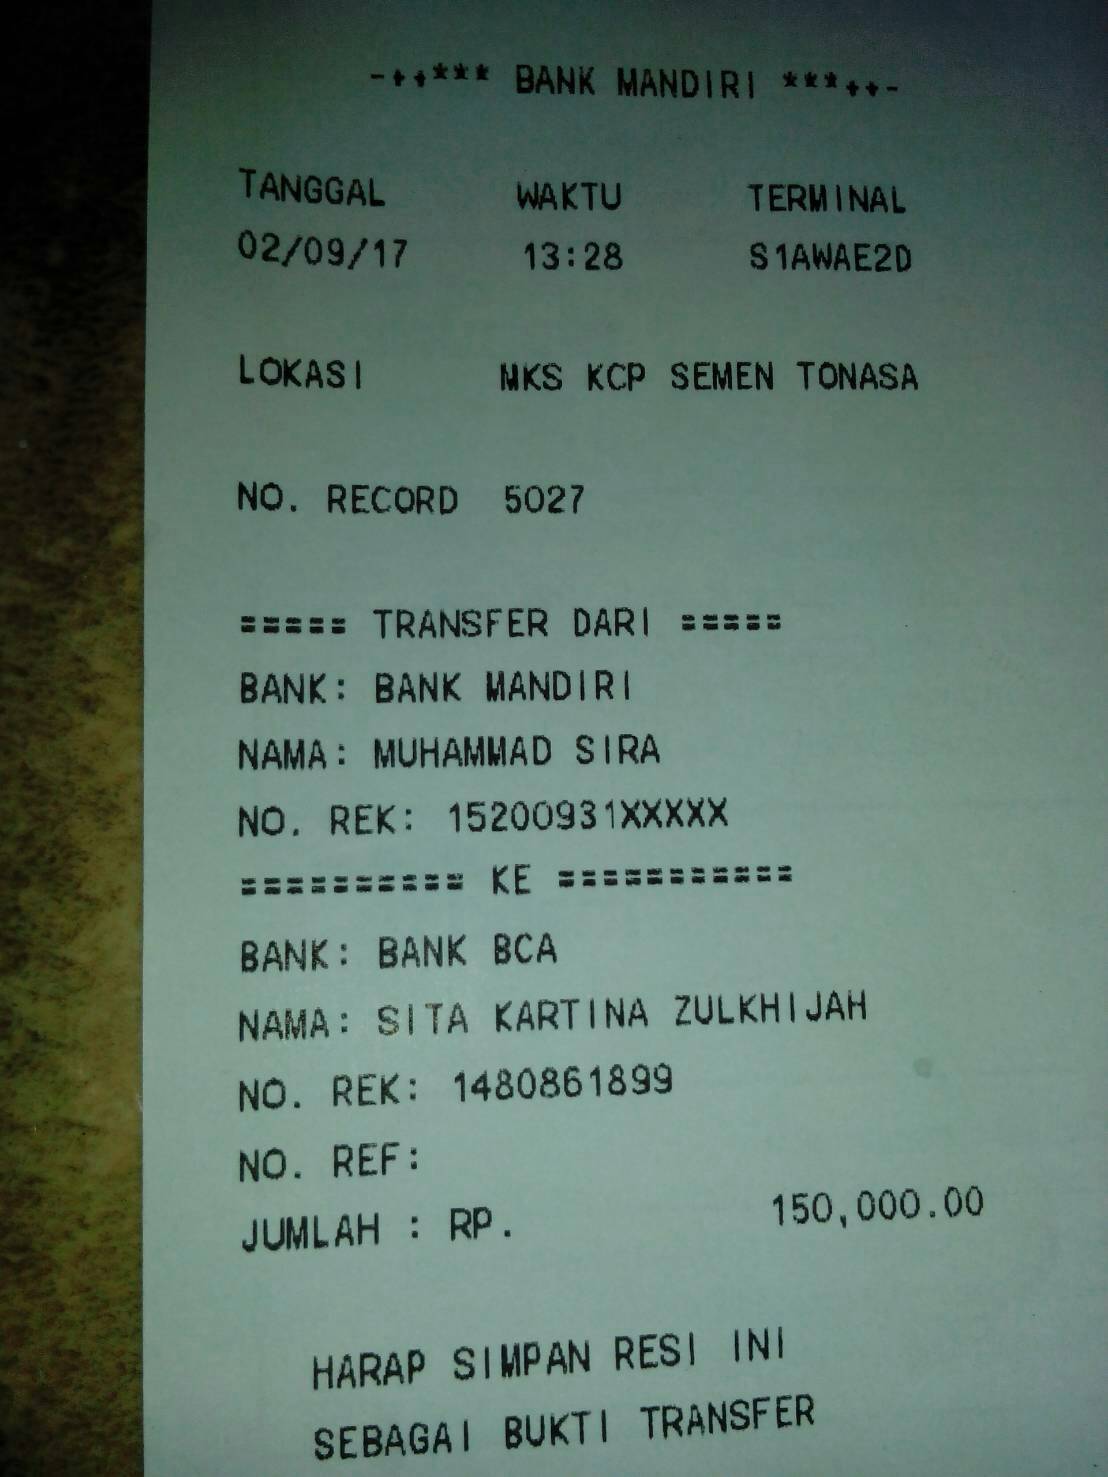 -++*** BANK MANDIRI ***++-
TANGGAL WAKTU TERMINAL
02/09/17 13:28 S1AWAE2D
LOKASI MKS KCP SEMEN TONASA
NO. RECORD 5027
===== TRANSFER DARI =====
BANK: BANK MANDIRI
NAMA: MUHAMMAD SIRA
NO. REK: 15200931XXXXX
========== KE ===========
BANK: BANK BCA
NAMA: SITA KARTINA ZULKHIJAH
NO. REK: 1480861899
NO. REF:
JUMLAH : RP. 150,000.00
HARAP SIMPAN RESI INI
SEBAGAI BUKTI TRANSFER